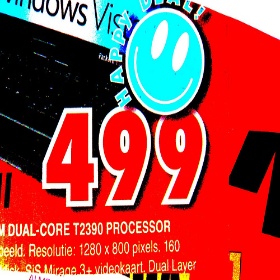 Windows Vis
HAPPY DEAL!
499
M DUAL-CORE T2390 PROCESSOR
beeld. Resolutie: 1280 x 800 pixels. 160
SiS Mirage 3+ videokaart. Dual Layer